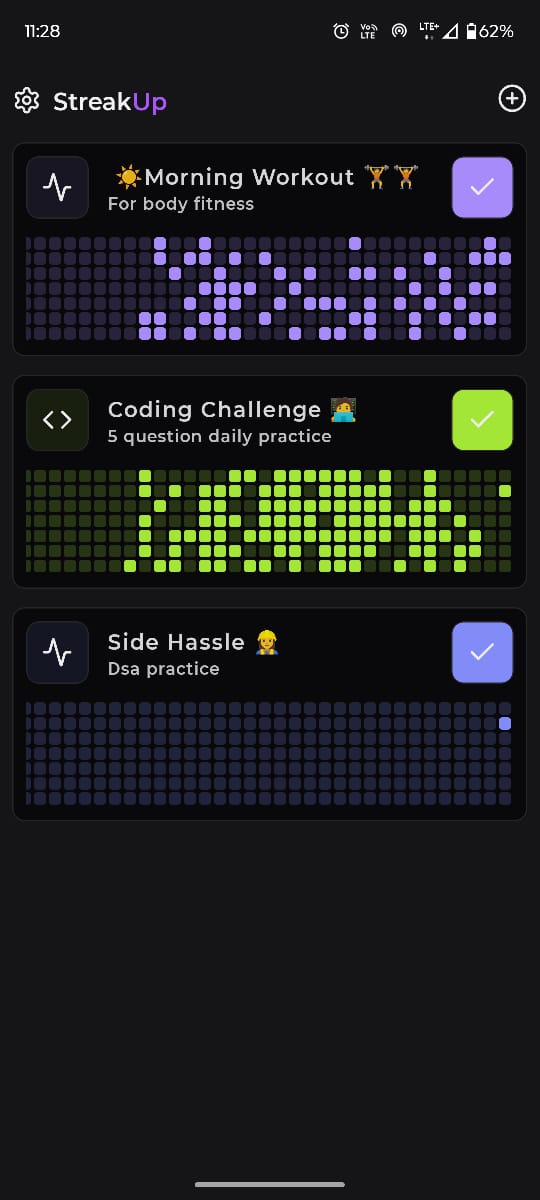 11:28 Vo LTE LTE+ 62%
StreakUp
☀️Morning Workout 🏋️🏋️
For body fitness
Coding Challenge 🧑‍💻
5 question daily practice
Side Hassle 👷‍♀️
Dsa practice